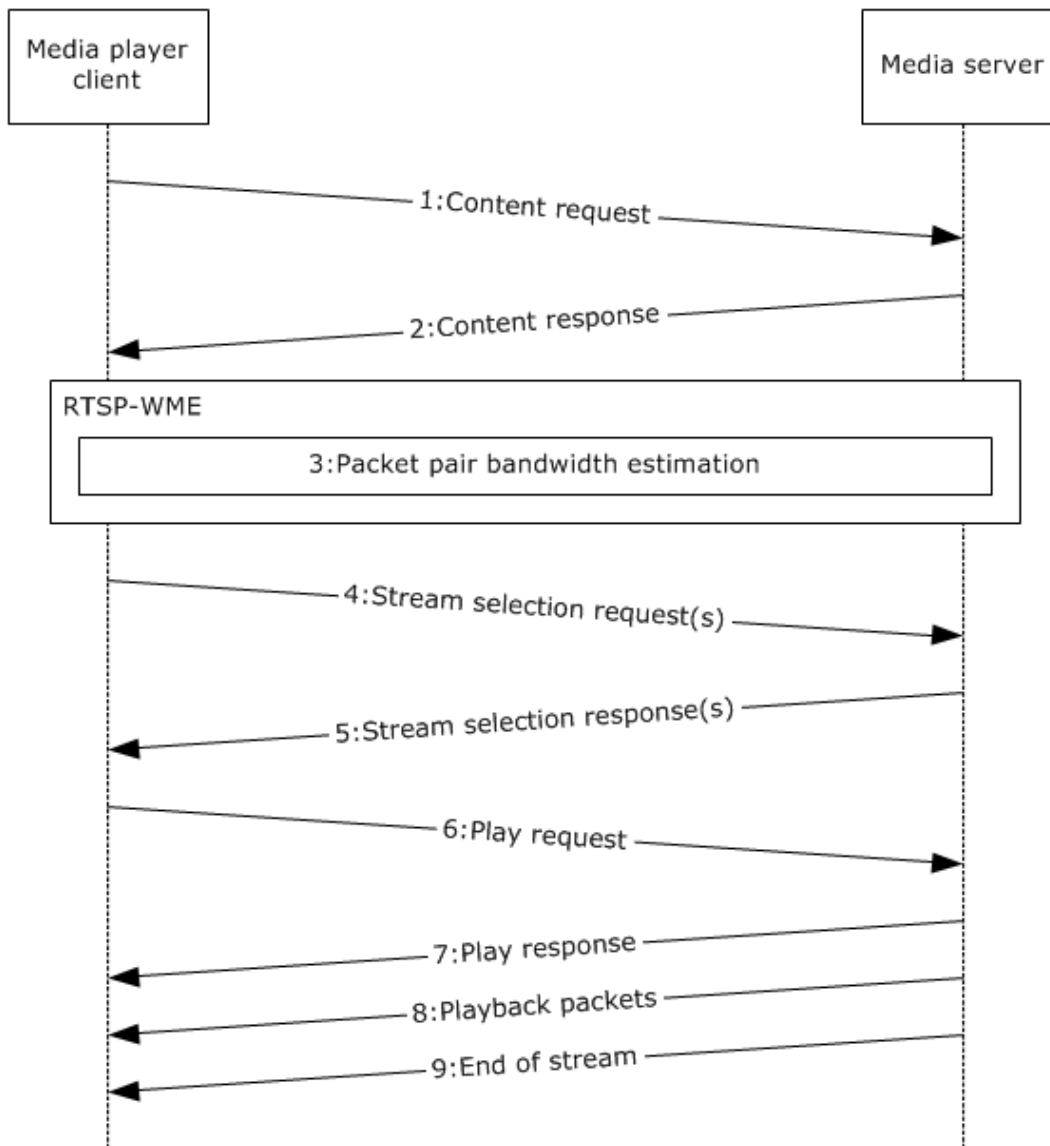 Media player
client
Media server
1:Content request
2:Content response
RTSP-WME
3:Packet pair bandwidth estimation
4:Stream selection request(s)
5:Stream selection response(s)
6:Play request
7:Play response
8:Playback packets
9:End of stream